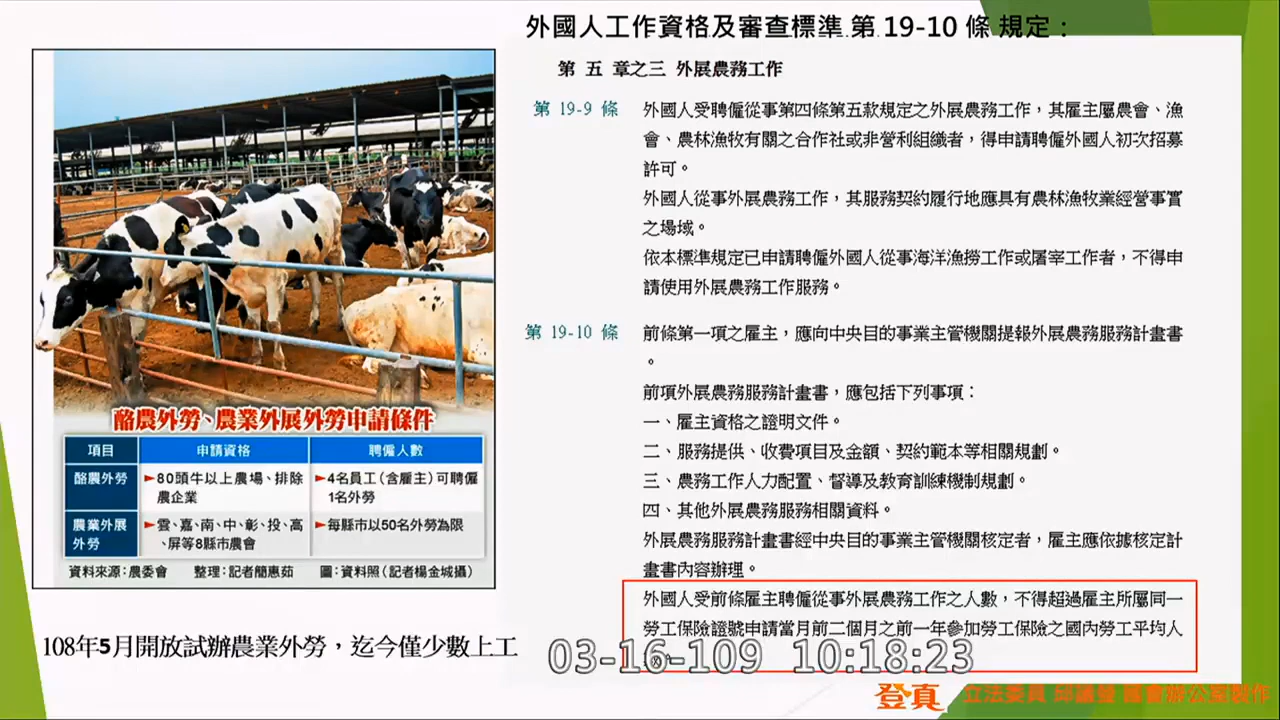 外國人工作資格及審查標準 第 19-10 條 規定：
第 五 章之三 外展農務工作
第 19-9 條
外國人受聘僱從事第四條第五款規定之外展農務工作，其雇主屬農會、漁
會、農林漁牧有關之合作社或非營利組織者，得申請聘僱外國人初次招募
許可。
外國人從事外展農務工作，其服務契約履行地應具有農林漁牧業經營事實
之場域。
依本標準規定已申請聘僱外國人從事海洋漁撈工作或屠宰工作者，不得申
請使用外展農務工作服務。
第 19-10 條
前條第一項之雇主，應向中央目的事業主管機關提報外展農務服務計畫書
。
前項外展農務服務計畫書，應包括下列事項：
一、雇主資格之證明文件。
二、服務提供、收費項目及金額、契約範本等相關規劃。
三、農務工作人力配置、督導及教育訓練機制規劃。
四、其他外展農務服務相關資料。
外展農務服務計畫書經中央目的事業主管機關核定者，雇主應依據核定計
畫書內容辦理。
外國人受前條雇主聘僱從事外展農務工作之人數，不得超過雇主所屬同一
勞工保險證號申請當月前二個月之前一年參加勞工保險之國內勞工平均人
酪農外勞、農業外展外勞申請條件
項目 申請資格 聘僱人數
酪農外勞 ►80頭牛以上農場、排除農企業 ►4名員工（含雇主）可聘僱1名外勞
農業外展外勞 ►雲、嘉、南、中、彰、投、高、屏等8縣市農會 ►每縣市以50名外勞為限
資料來源：農委會 整理：記者簡惠茹 圖：資料照（記者楊金城攝）
108年5月開放試辦農業外勞，迄今僅少數上工
03-16-109 10:18:23
登真 立法委員 邱議瑩 國會辦公室製作